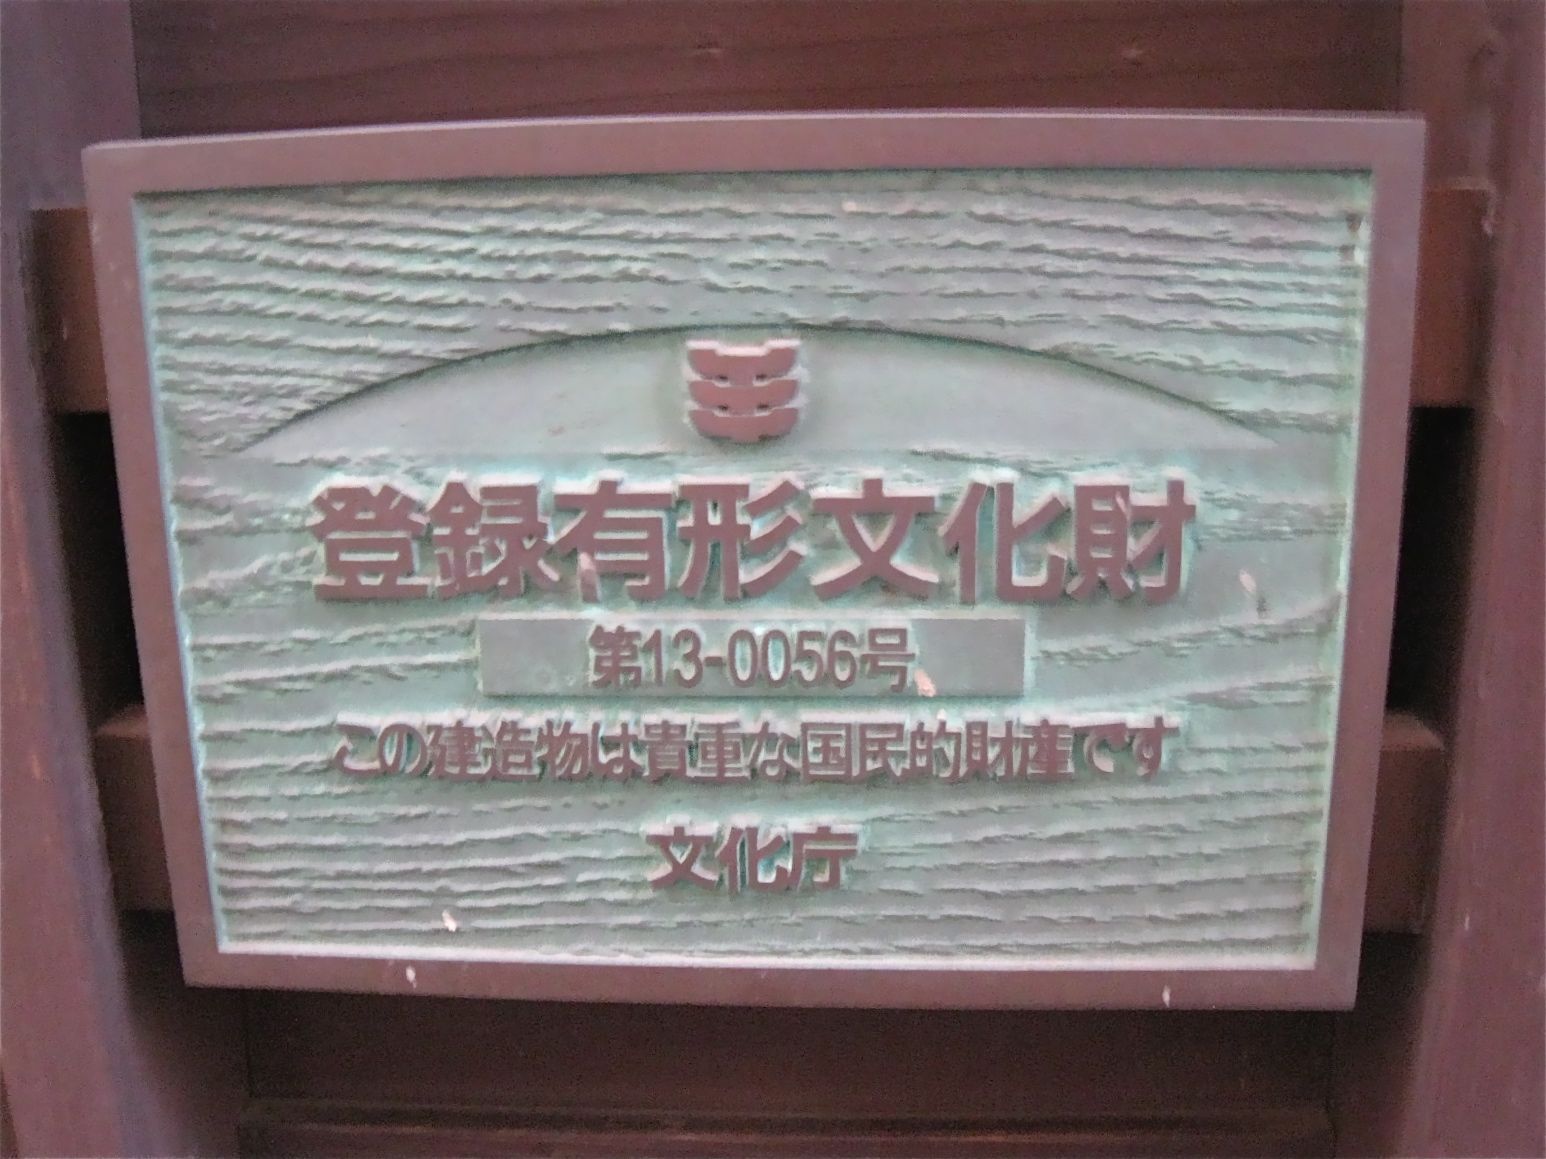 登録有形文化財
第13-0056号
この建造物は貴重な国民的財産です
文化庁